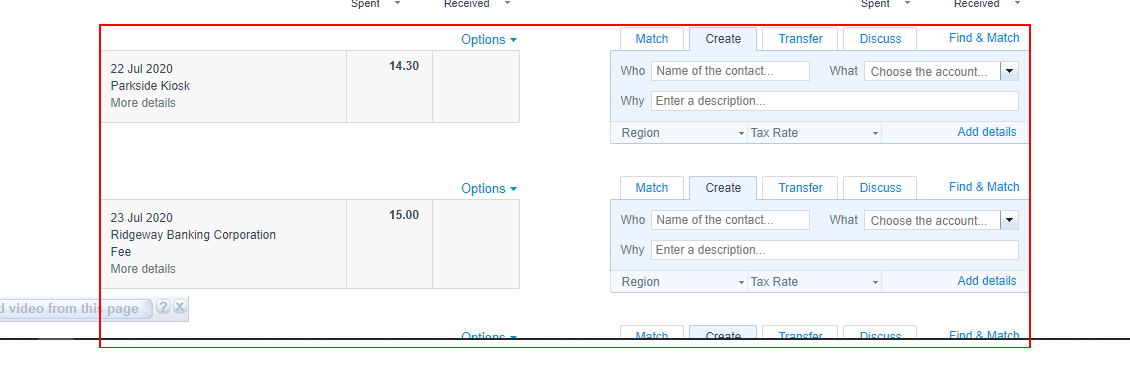 Spent Received Spent Received
Options Match Create Transfer Discuss Find & Match
22 Jul 2020 14.30
Parkside Kiosk
More details
Who Name of the contact... What Choose the account...
Why Enter a description...
Region Tax Rate Add details
Options Match Create Transfer Discuss Find & Match
23 Jul 2020 15.00
Ridgeway Banking Corporation
Fee
More details
Who Name of the contact... What Choose the account...
Why Enter a description...
Region Tax Rate Add details
d video from this page ? X
Options Match Create Transfer Discuss Find & Match